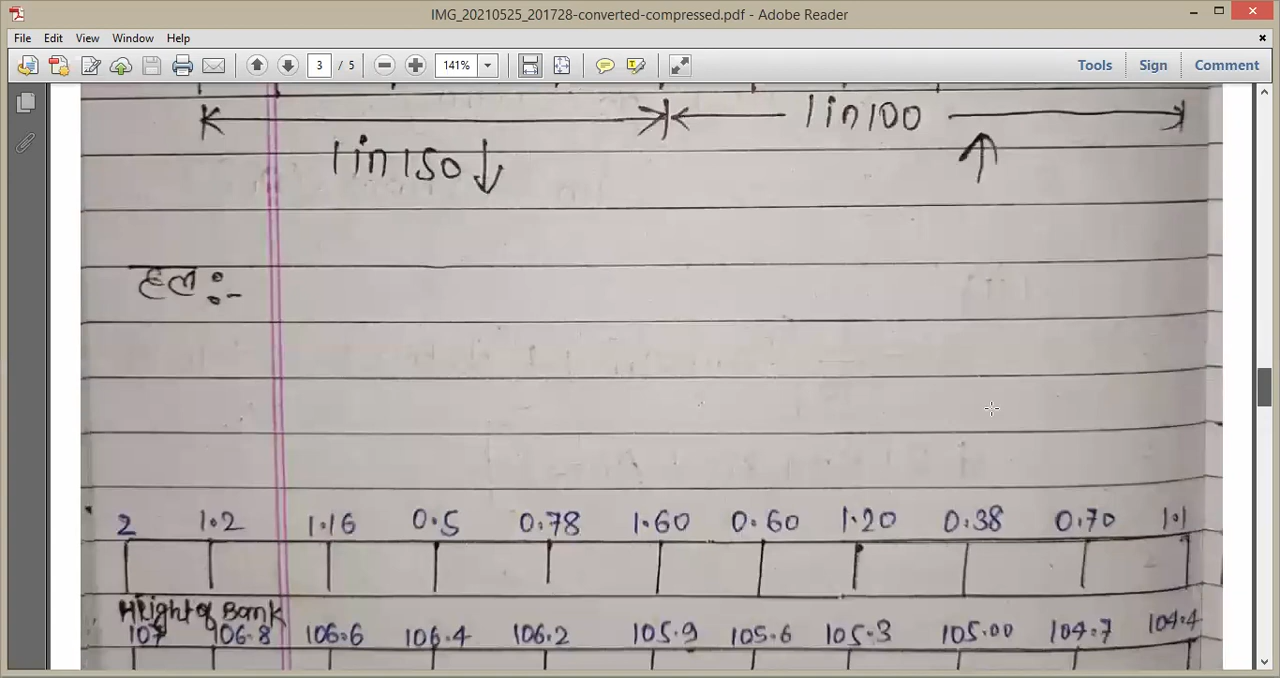 IMG_20210525_201728-converted-compressed.pdf - Adobe Reader
File Edit View Window Help
3 / 5 141% Tools Sign Comment
1 in 100
1 in 150 ↓ ↑
हल :-
2 1.2 1.16 0.5 0.78 1.60 0.60 1.20 0.38 0.70 1.1
Height of Bank
107 106.8 106.6 106.4 106.2 105.9 105.6 105.3 105.00 104.7 104.4